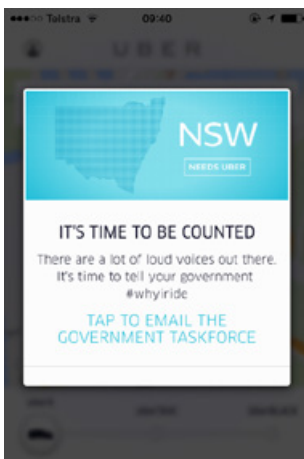 Telstra 09:40
UBER
NSW
NEEDS UBER
IT'S TIME TO BE COUNTED
There are a lot of loud voices out there.
It's time to tell your government
#whyiride
TAP TO EMAIL THE
GOVERNMENT TASKFORCE